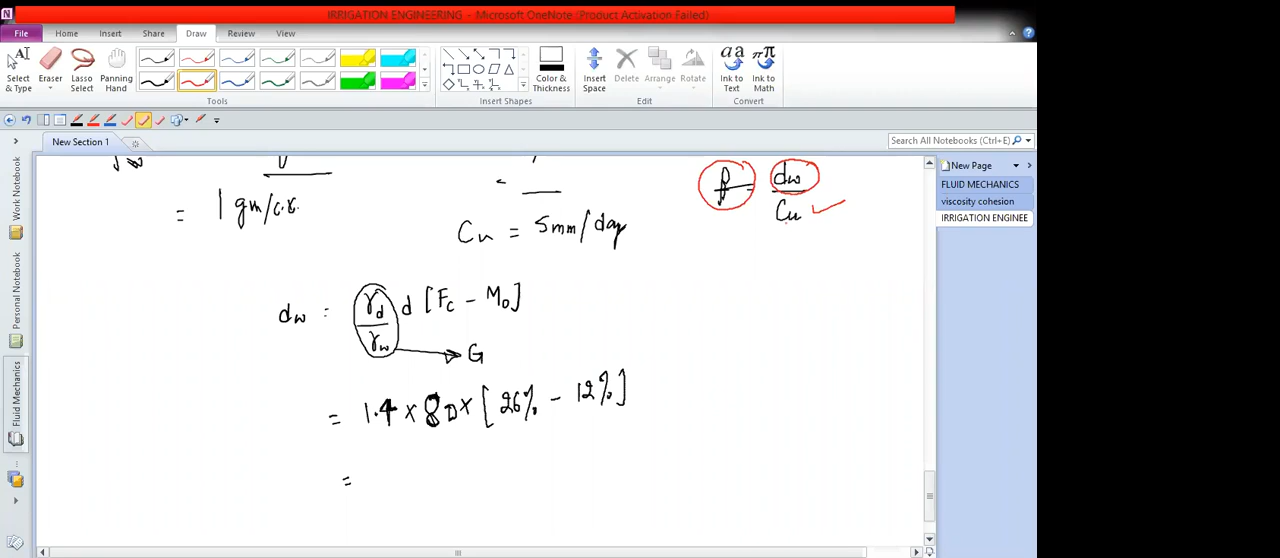 IRRIGATION ENGINEERING - Microsoft OneNote (Product Activation Failed)
File Home Insert Share Draw Review View
Select & Type Eraser Lasso Select Panning Hand Color & Thickness Insert Space Delete Arrange Rotate Ink to Text Ink to Math
Tools Insert Shapes Edit Convert
New Section 1 Search All Notebooks (Ctrl+E)
New Page
FLUID MECHANICS
viscosity cohesion
IRRIGATION ENGINEE
Work Notebook
Personal Notebook
Fluid Mechanics
f = dw / Cu
= 1 gm/c.c.
Cu = 5mm/day
dw = γd/γw d [Fc - Mo]
G
= 1.4 × 80 × [26% - 12%]
=